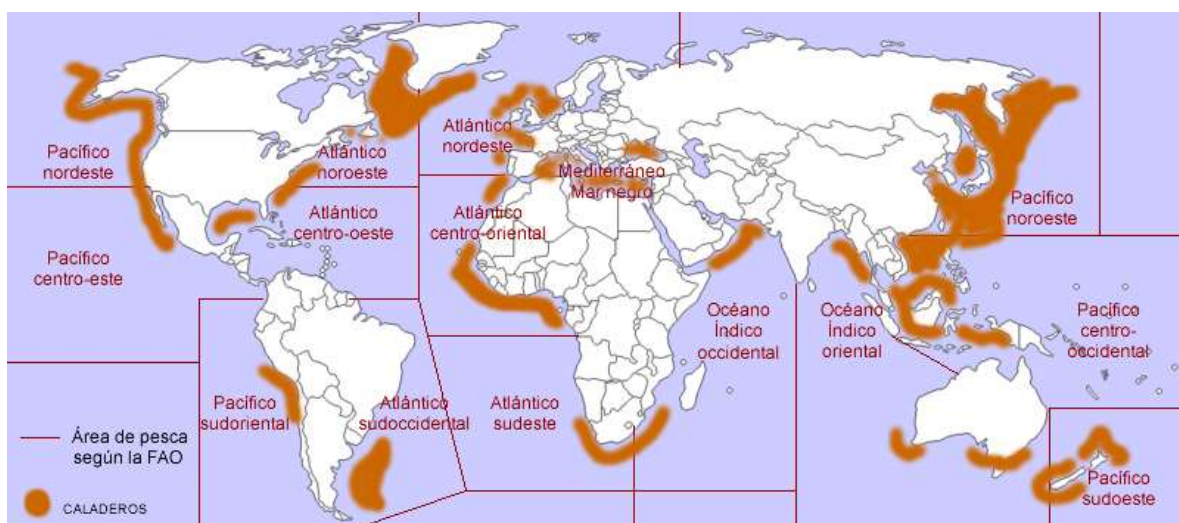 Pacífico
nordeste
Atlántico
noroeste
Atlántico
nordeste
Mediterráneo
Mar negro
Pacífico
noroeste
Pacífico
centro-este
Atlántico
centro-oeste
Atlántico
centro-oriental
Océano
Índico
occidental
Océano
Índico
oriental
Pacífico
centro-
occidental
Pacífico
sudoriental
Atlántico
sudoccidental
Atlántico
sudeste
Pacífico
sudoeste
Área de pesca
según la FAO
CALADEROS